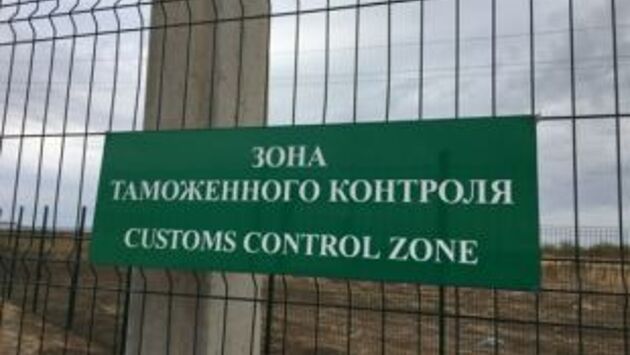 ЗОНА
ТАМОЖЕННОГО КОНТРОЛЯ
CUSTOMS CONTROL ZONE